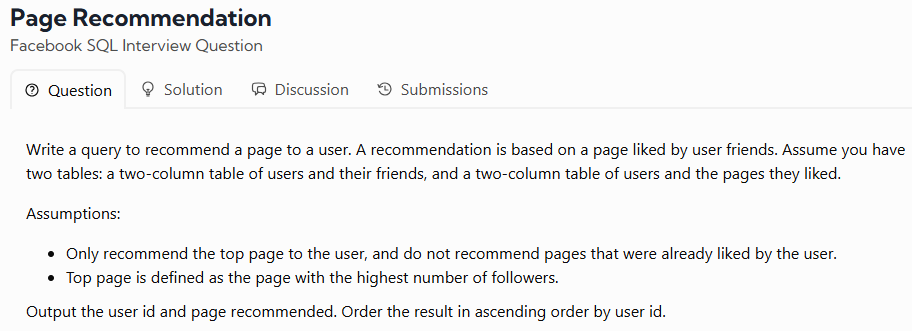 Page Recommendation
Facebook SQL Interview Question
Question Solution Discussion Submissions
Write a query to recommend a page to a user. A recommendation is based on a page liked by user friends. Assume you have
two tables: a two-column table of users and their friends, and a two-column table of users and the pages they liked.
Assumptions:
• Only recommend the top page to the user, and do not recommend pages that were already liked by the user.
• Top page is defined as the page with the highest number of followers.
Output the user id and page recommended. Order the result in ascending order by user id.